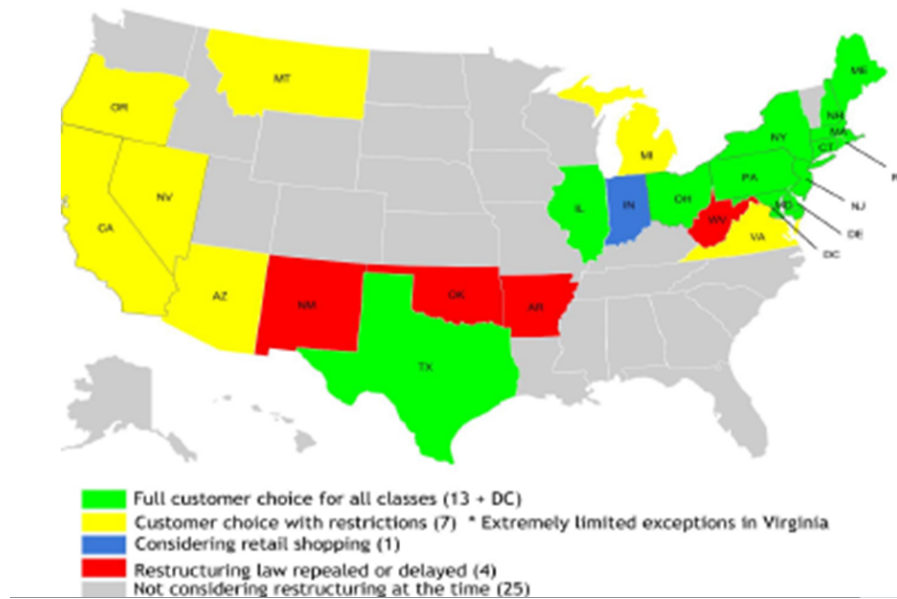 ME
MT
OR
NH
MA
NY
CT
MI
PA
R
NV
IL
IN
OH
MD
NJ
CA
WV
VA
DE
DC
AZ
NM
OK
AR
TX
Full customer choice for all classes (13 + DC)
Customer choice with restrictions (7) * Extremely limited exceptions in Virginia
Considering retail shopping (1)
Restructuring law repealed or delayed (4)
Not considering restructuring at the time (25)